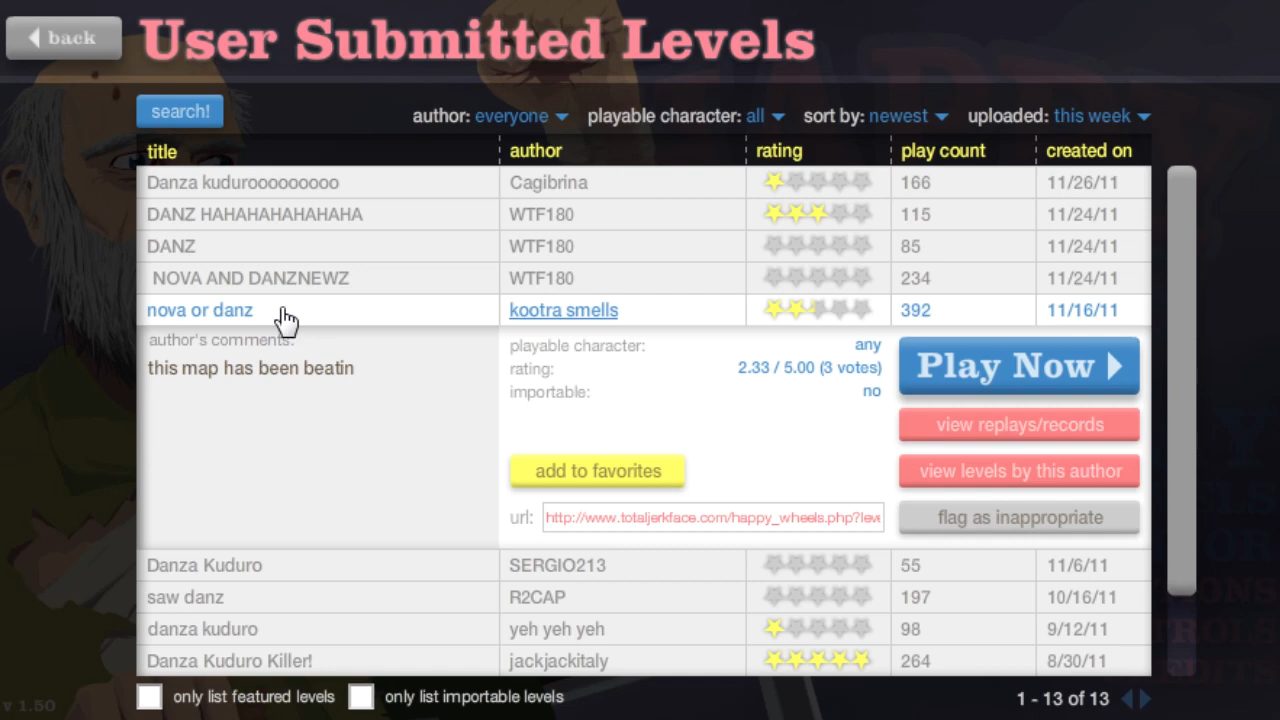 back
User Submitted Levels
search!
author: everyone playable character: all sort by: newest uploaded: this week
title author rating play count created on
Danza kuduroooooooooo Cagibrina 166 11/26/11
DANZ HAHAHAHAHAHAHA WTF180 115 11/24/11
DANZ WTF180 85 11/24/11
NOVA AND DANZNEWZ WTF180 234 11/24/11
nova or danz kootra smells 392 11/16/11
author's comments:
this map has been beatin
playable character: any
rating: 2.33 / 5.00 (3 votes)
importable: no
Play Now
view replays/records
add to favorites
view levels by this author
url: http://www.totaljerkface.com/happy_wheels.php?leve
flag as inappropriate
Danza Kuduro SERGIO213 55 11/6/11
saw danz R2CAP 197 10/16/11
danza kuduro yeh yeh yeh 98 9/12/11
Danza Kuduro Killer! jackjackitaly 264 8/30/11
only list featured levels only list importable levels
1 - 13 of 13
v 1.50